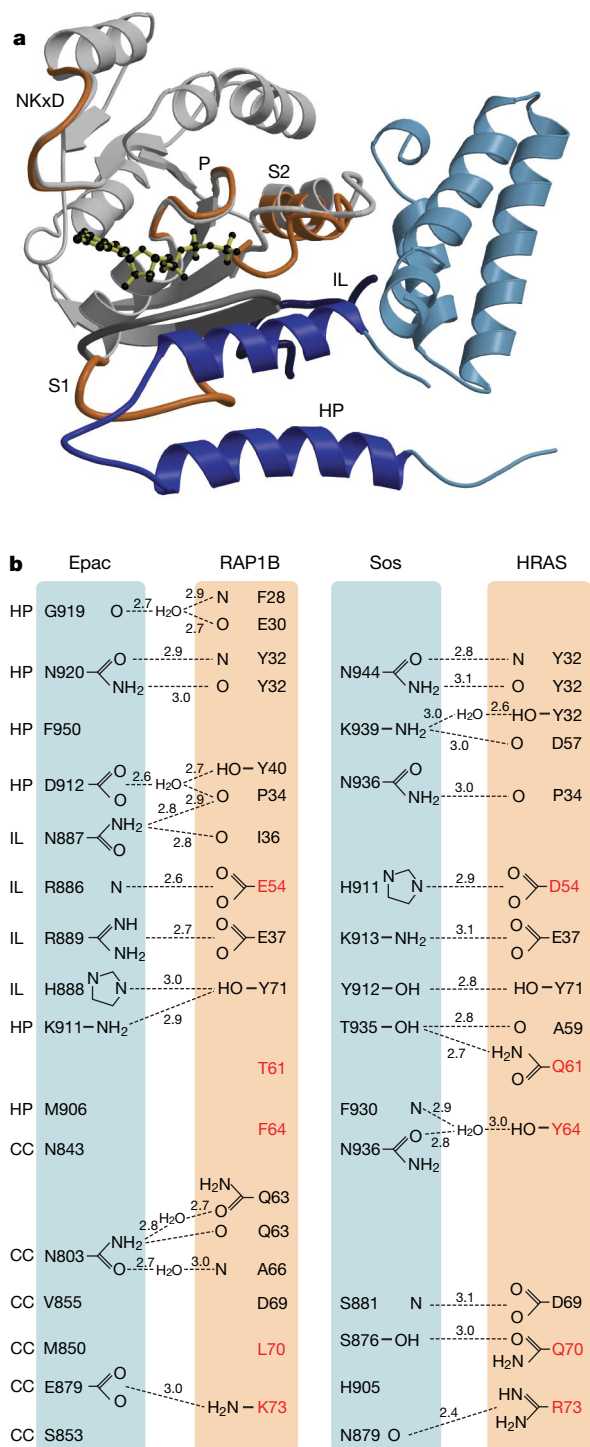 a
NKxD
P
S2
IL
S1
HP
b Epac RAP1B Sos HRAS
HP G919 O 2.7 H2O 2.9 N F28
2.7 O E30
HP N920 O 2.9 N Y32 N944 O 2.8 N Y32
NH2 3.0 O Y32 NH2 3.1 O Y32
HP F950 K939 NH2 3.0 H2O 2.6 HO Y32
3.0 O D57
HP D912 O O 2.6 H2O 2.7 HO Y40 N936 O
2.8 2.9 O P34 NH2 3.0 O P34
IL N887 NH2 O 2.8 O I36
IL R886 N 2.6 O O E54 H911 N N 2.9 O O D54
IL R889 NH NH2 2.7 O O E37 K913 NH2 3.1 O O E37
IL H888 N N 3.0 HO Y71 Y912 OH 2.8 HO Y71
HP K911 NH2 2.9 T935 OH 2.8 O A59
T61 2.7 H2N O Q61
HP M906 F930 N 2.9
F64 H2O 3.0 HO Y64
CC N843 N936 O NH2 2.8
H2N O Q63
2.8 H2O 2.7
NH2 O Q63
CC N803 O 2.7 H2O 3.0 N A66
CC V855 D69 S881 N 3.1 O O D69
CC M850 L70 S876 OH 3.0 O H2N Q70
CC E879 O O 3.0 H2N K73 H905 HN H2N R73
CC S853 N879 O 2.4